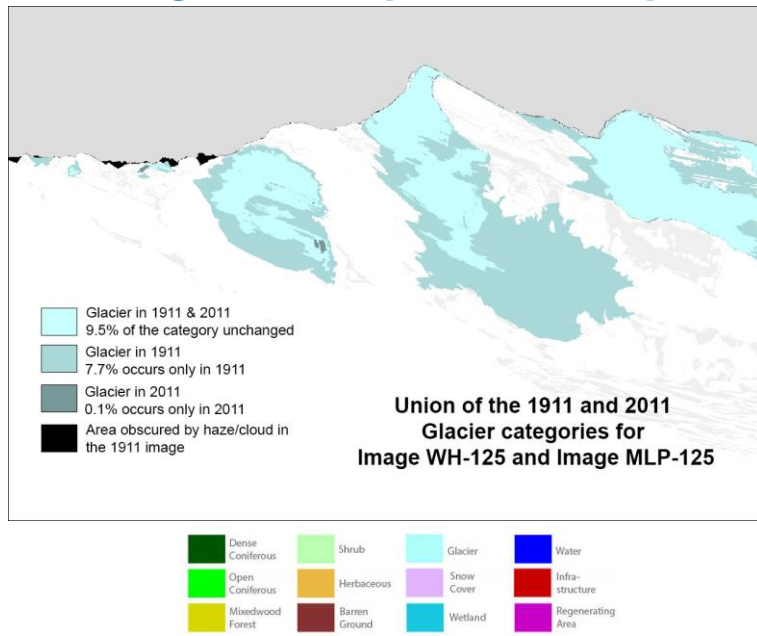 Glacier in 1911 & 2011
9.5% of the category unchanged
Glacier in 1911
7.7% occurs only in 1911
Glacier in 2011
0.1% occurs only in 2011
Area obscured by haze/cloud in
the 1911 image
Union of the 1911 and 2011
Glacier categories for
Image WH-125 and Image MLP-125
Dense
Coniferous
Shrub
Glacier
Water
Open
Coniferous
Herbaceous
Snow
Cover
Infra-
structure
Mixedwood
Forest
Barren
Ground
Wetland
Regenerating
Area